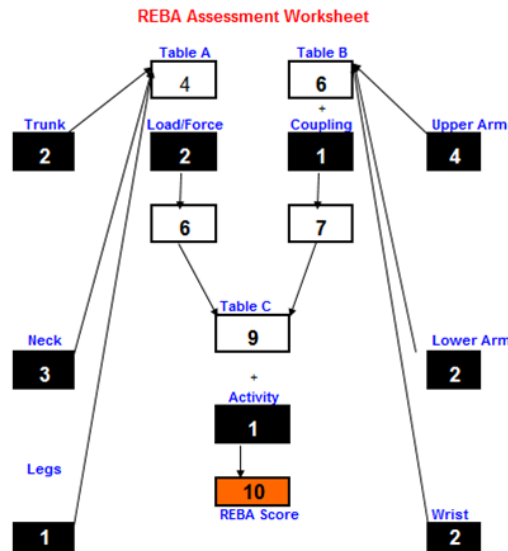 REBA Assessment Worksheet
Table A
Table B
4
6
+
Trunk
Load/Force
Coupling
Upper Arm
2
2
1
4
6
7
Table C
9
Neck
Lower Arm
3
2
+
Activity
1
Legs
10
REBA Score
Wrist
1
2